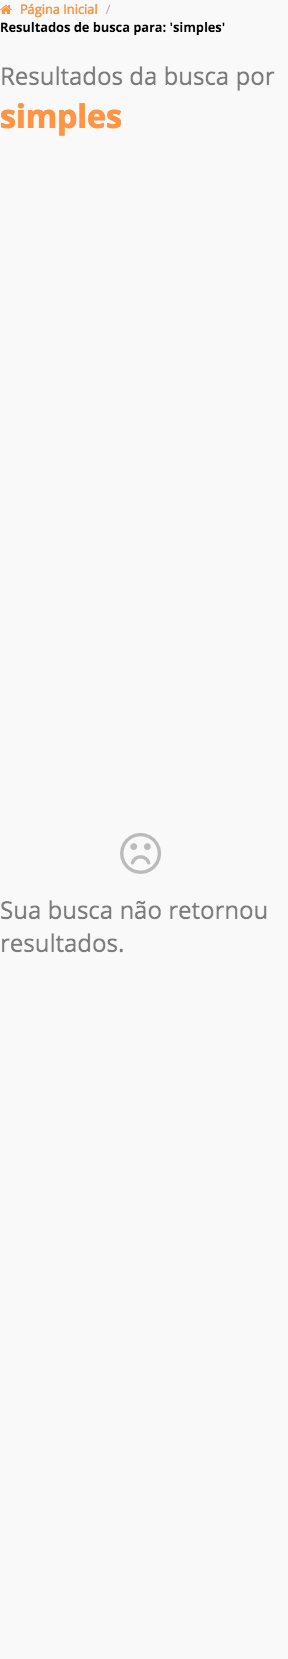 Página Inicial /
Resultados de busca para: 'simples'
Resultados da busca por
simples
Sua busca não retornou
resultados.